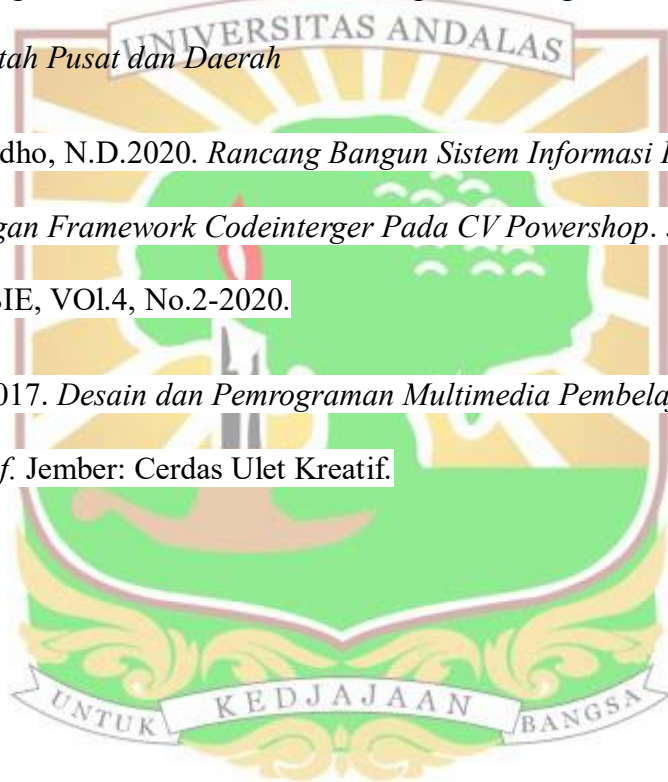 UNIVERSITAS ANDALAS
tah Pusat dan Daerah
dho, N.D.2020. Rancang Bangun Sistem Informasi
gan Framework Codeinterger Pada CV Powershop.
SIE, VOl.4, No.2-2020.
017. Desain dan Pemrograman Multimedia Pembela
f. Jember: Cerdas Ulet Kreatif.
UNTUK KEDJAJAAN BANGSA